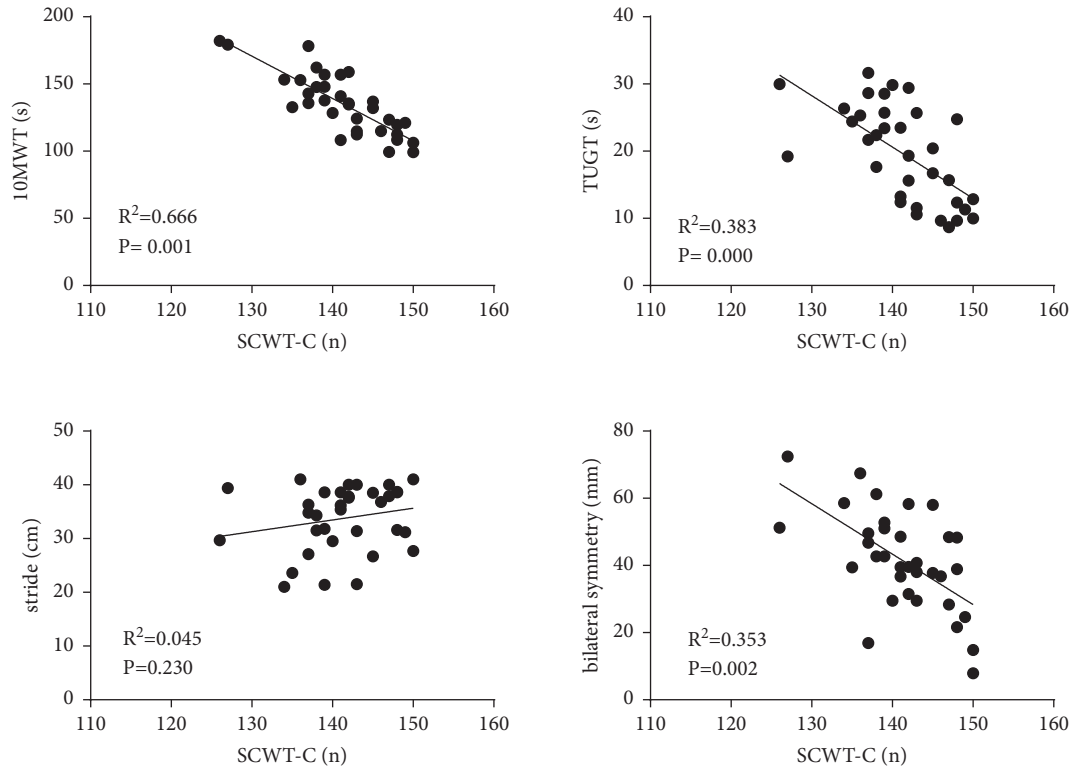 200
150
100
50
0
10MWT (s)
R²=0.666
P= 0.001
110 120 130 140 150 160
SCWT-C (n)
40
30
20
10
0
TUGT (s)
R²=0.383
P= 0.000
110 120 130 140 150 160
SCWT-C (n)
50
40
30
20
10
0
stride (cm)
R²=0.045
P=0.230
110 120 130 140 150 160
SCWT-C (n)
80
60
40
20
0
bilateral symmetry (mm)
R²=0.353
P=0.002
110 120 130 140 150 160
SCWT-C (n)